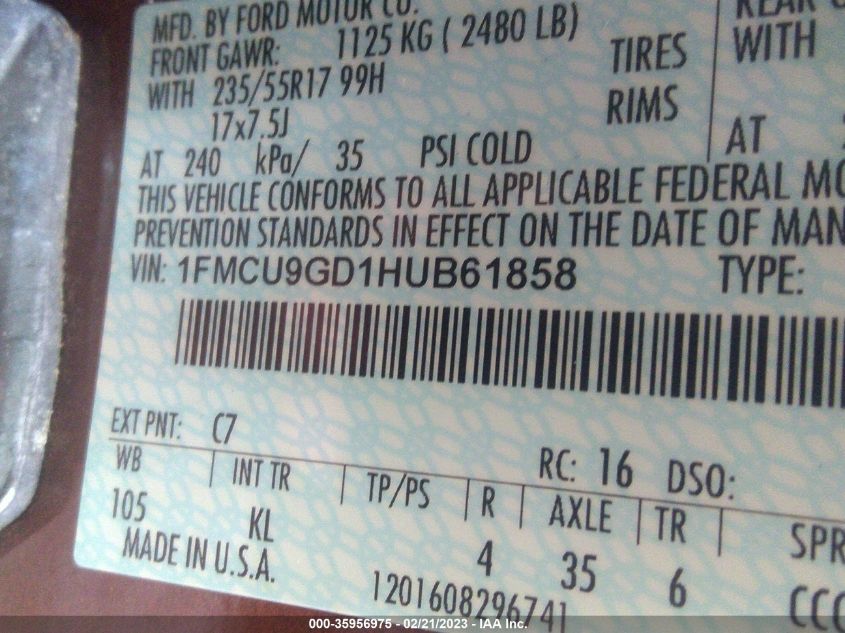 MFD. BY FORD MOTOR CO.
FRONT GAWR: 1125 KG ( 2480 LB)
WITH 235/55R17 99H TIRES WITH
17x7.5J RIMS
AT 240 kPa/ 35 PSI COLD AT
THIS VEHICLE CONFORMS TO ALL APPLICABLE FEDERAL
PREVENTION STANDARDS IN EFFECT ON THE DATE OF
VIN: 1FMCU9GD1HUB61858 TYPE:
EXT PNT: C7 RC: 16 DSO:
WB INT TR TP/PS R AXLE TR SPR
105 KL 4 35 6
MADE IN U.S.A. 1201608296741
000-35956975 - 02/21/2023 - IAA Inc.